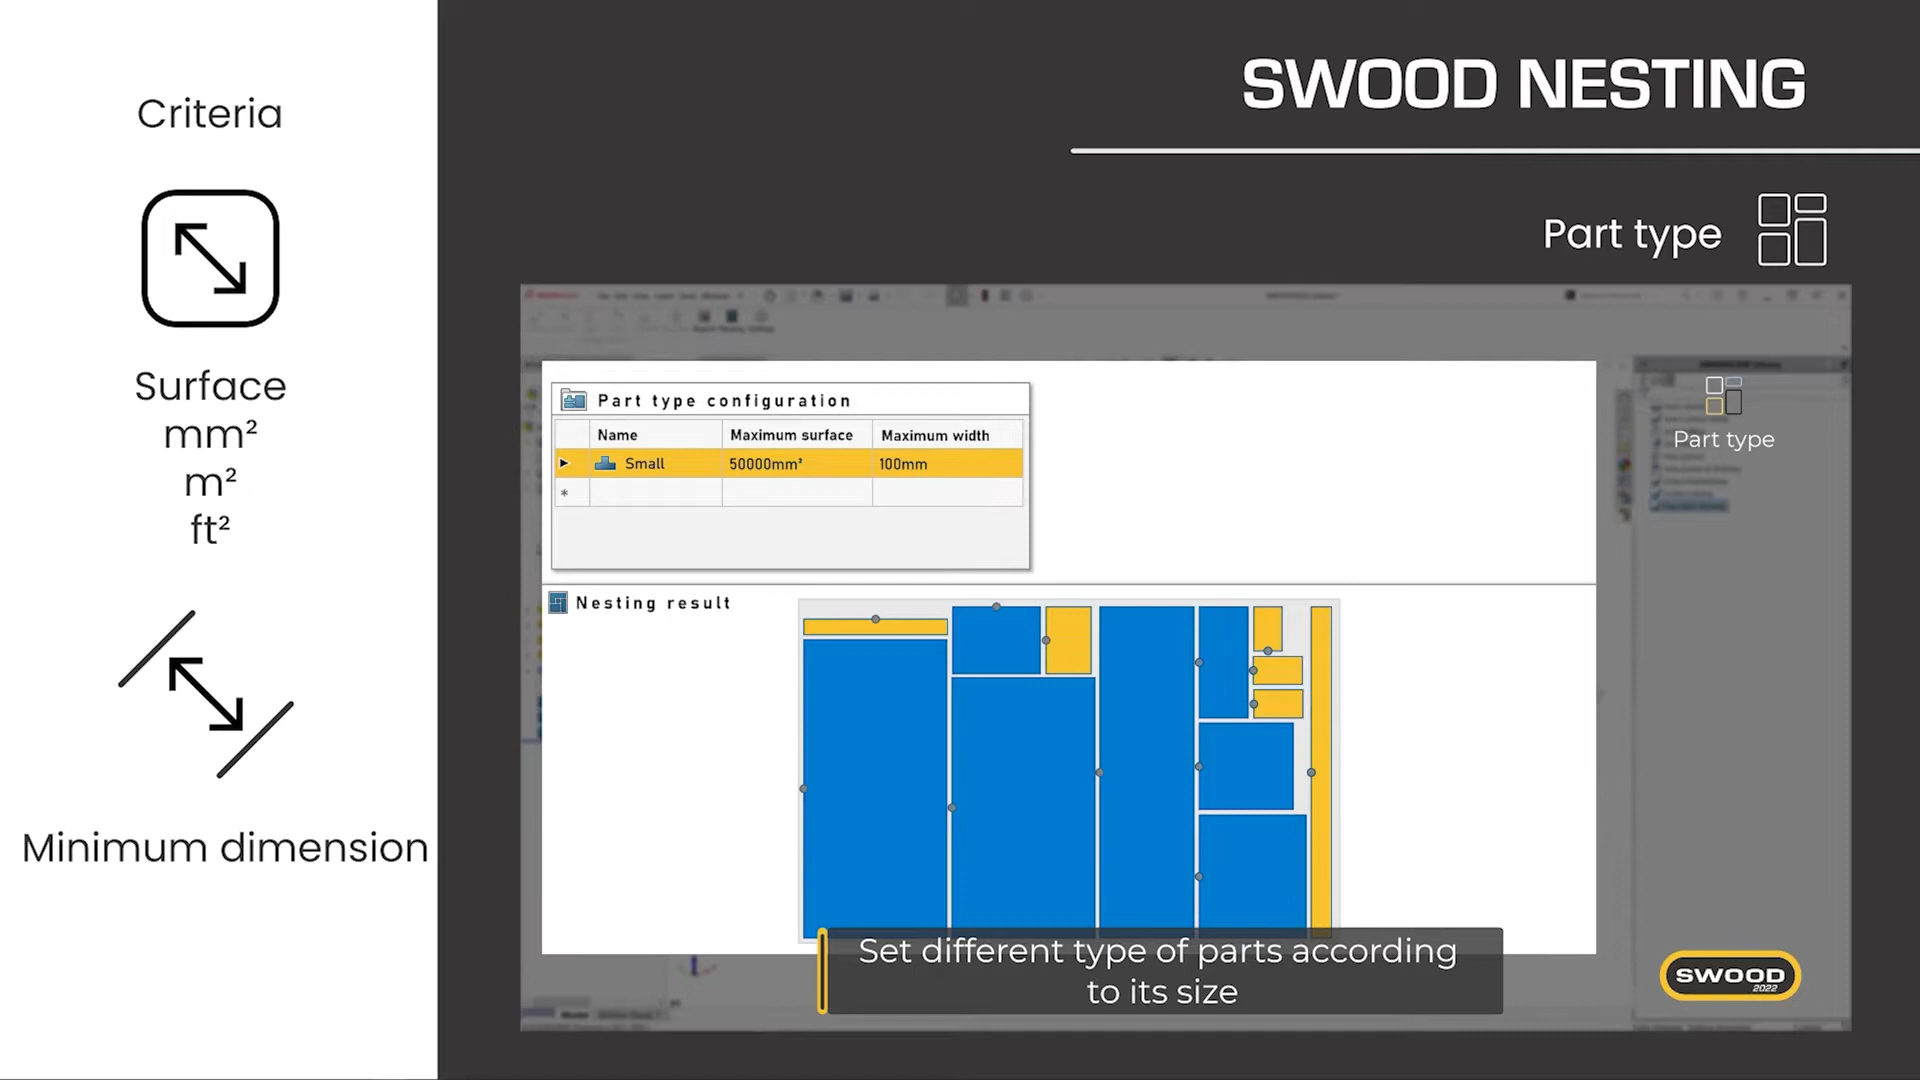 Criteria
Surface
mm²
m²
ft²
Minimum dimension
SWOOD NESTING
Part type
Part type configuration
Name Maximum surface Maximum width
Small 50000mm² 100mm
*
Nesting result
Part type
Set different type of parts according
to its size
SWOOD
2022